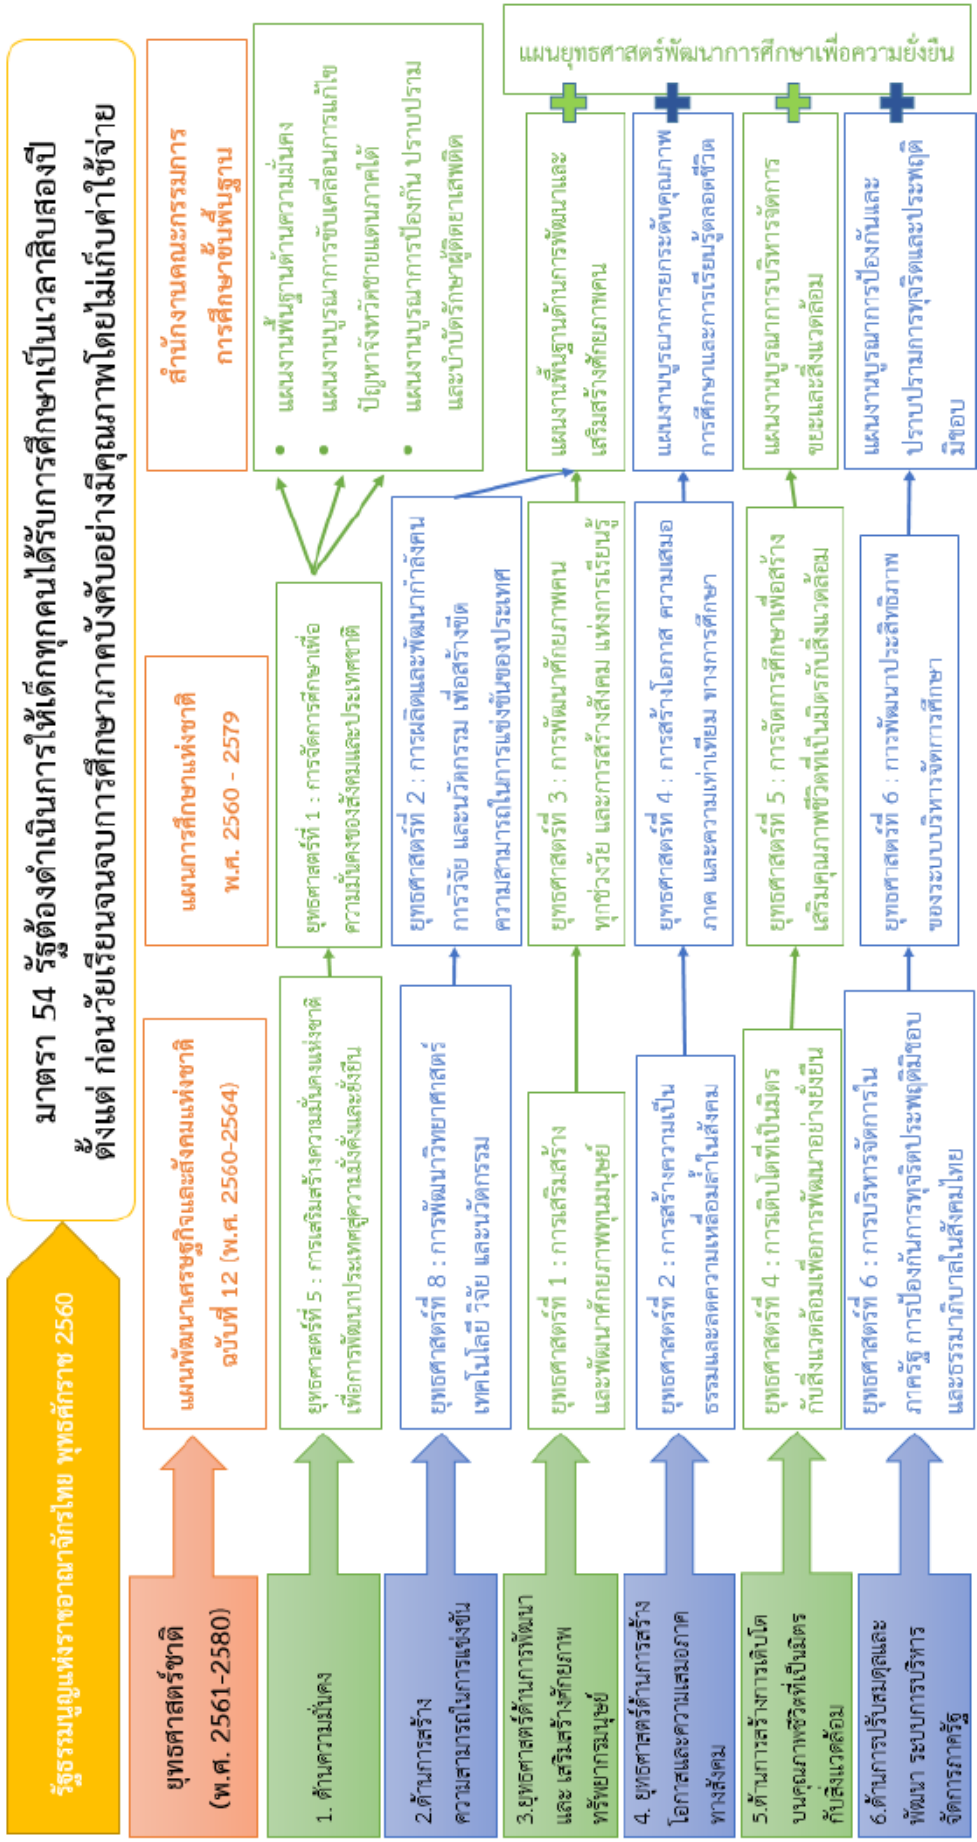 รัฐธรรมนูญแห่งราชอาณาจักรไทย พุทธศักราช 2560
มาตรา 54 รัฐต้องดำเนินการให้เด็กทุกคนได้รับการศึกษาเป็นเวลาสิบสองปี
ตั้งแต่ ก่อนวัยเรียนจนจบการศึกษาภาคบังคับอย่างมีคุณภาพโดยไม่เก็บค่าใช้จ่าย
ยุทธศาสตร์ชาติ
(พ.ศ. 2561-2580)
แผนพัฒนาเศรษฐกิจและสังคมแห่งชาติ
ฉบับที่ 12 (พ.ศ. 2560-2564)
แผนการศึกษาแห่งชาติ
พ.ศ. 2560 - 2579
สำนักงานคณะกรรมการ
การศึกษาขั้นพื้นฐาน
1. ด้านความมั่นคง
ยุทธศาสตร์ที่ 5 : การเสริมสร้างความมั่นคงแห่งชาติ
เพื่อการพัฒนาประเทศสู่ความมั่งคั่งและยั่งยืน
ยุทธศาสตร์ที่ 1 : การจัดการศึกษาเพื่อ
ความมั่นคงของสังคมและประเทศชาติ
• แผนงานพื้นฐานด้านความมั่นคง
• แผนงานบูรณาการขับเคลื่อนการแก้ไข
ปัญหาจังหวัดชายแดนภาคใต้
• แผนงานบูรณาการป้องกัน ปราบปราม
และบำบัดรักษาผู้ติดยาเสพติด
2.ด้านการสร้าง
ความสามารถในการแข่งขัน
ยุทธศาสตร์ที่ 8 : การพัฒนาวิทยาศาสตร์
เทคโนโลยี วิจัย และนวัตกรรม
ยุทธศาสตร์ที่ 2 : การผลิตและพัฒนากำลังคน
การวิจัย และนวัตกรรม เพื่อสร้างขีด
ความสามารถในการแข่งขันของประเทศ
3.ยุทธศาสตร์ด้านการพัฒนา
และ เสริมสร้างศักยภาพ
ทรัพยากรมนุษย์
ยุทธศาสตร์ที่ 1 : การเสริมสร้าง
และพัฒนาศักยภาพทุนมนุษย์
ยุทธศาสตร์ที่ 3 : การพัฒนาศักยภาพคน
ทุกช่วงวัย และการสร้างสังคม แห่งการเรียนรู้
แผนงานพื้นฐานด้านการพัฒนาและ
เสริมสร้างศักยภาพคน
4. ยุทธศาสตร์ด้านการสร้าง
โอกาสและความเสมอภาค
ทางสังคม
ยุทธศาสตร์ที่ 2 : การสร้างความเป็น
ธรรมและลดความเหลื่อมล้ำในสังคม
ยุทธศาสตร์ที่ 4 : การสร้างโอกาส ความเสมอ
ภาค และความเท่าเทียม ทางการศึกษา
แผนงานบูรณาการยกระดับคุณภาพ
การศึกษาและการเรียนรู้ตลอดชีวิต
5.ด้านการสร้างการเติบโต
บนคุณภาพชีวิตที่เป็นมิตร
กับสิ่งแวดล้อม
ยุทธศาสตร์ที่ 4 : การเติบโตที่เป็นมิตร
กับสิ่งแวดล้อมเพื่อการพัฒนาอย่างยั่งยืน
ยุทธศาสตร์ที่ 5 : การจัดการศึกษาเพื่อสร้าง
เสริมคุณภาพชีวิตที่เป็นมิตรกับสิ่งแวดล้อม
แผนงานบูรณาการบริหารจัดการ
ขยะและสิ่งแวดล้อม
6.ด้านการปรับสมดุลและ
พัฒนา ระบบการบริหาร
จัดการภาครัฐ
ยุทธศาสตร์ที่ 6 : การบริหารจัดการใน
ภาครัฐ การป้องกันการทุจริตประพฤติมิชอบ
และธรรมาภิบาลในสังคมไทย
ยุทธศาสตร์ที่ 6 : การพัฒนาประสิทธิภาพ
ของระบบบริหารจัดการศึกษา
แผนงานบูรณาการป้องกันและ
ปราบปรามการทุจริตและประพฤติ
มิชอบ
แผนยุทธศาสตร์พัฒนาการศึกษาเพื่อความยั่งยืน